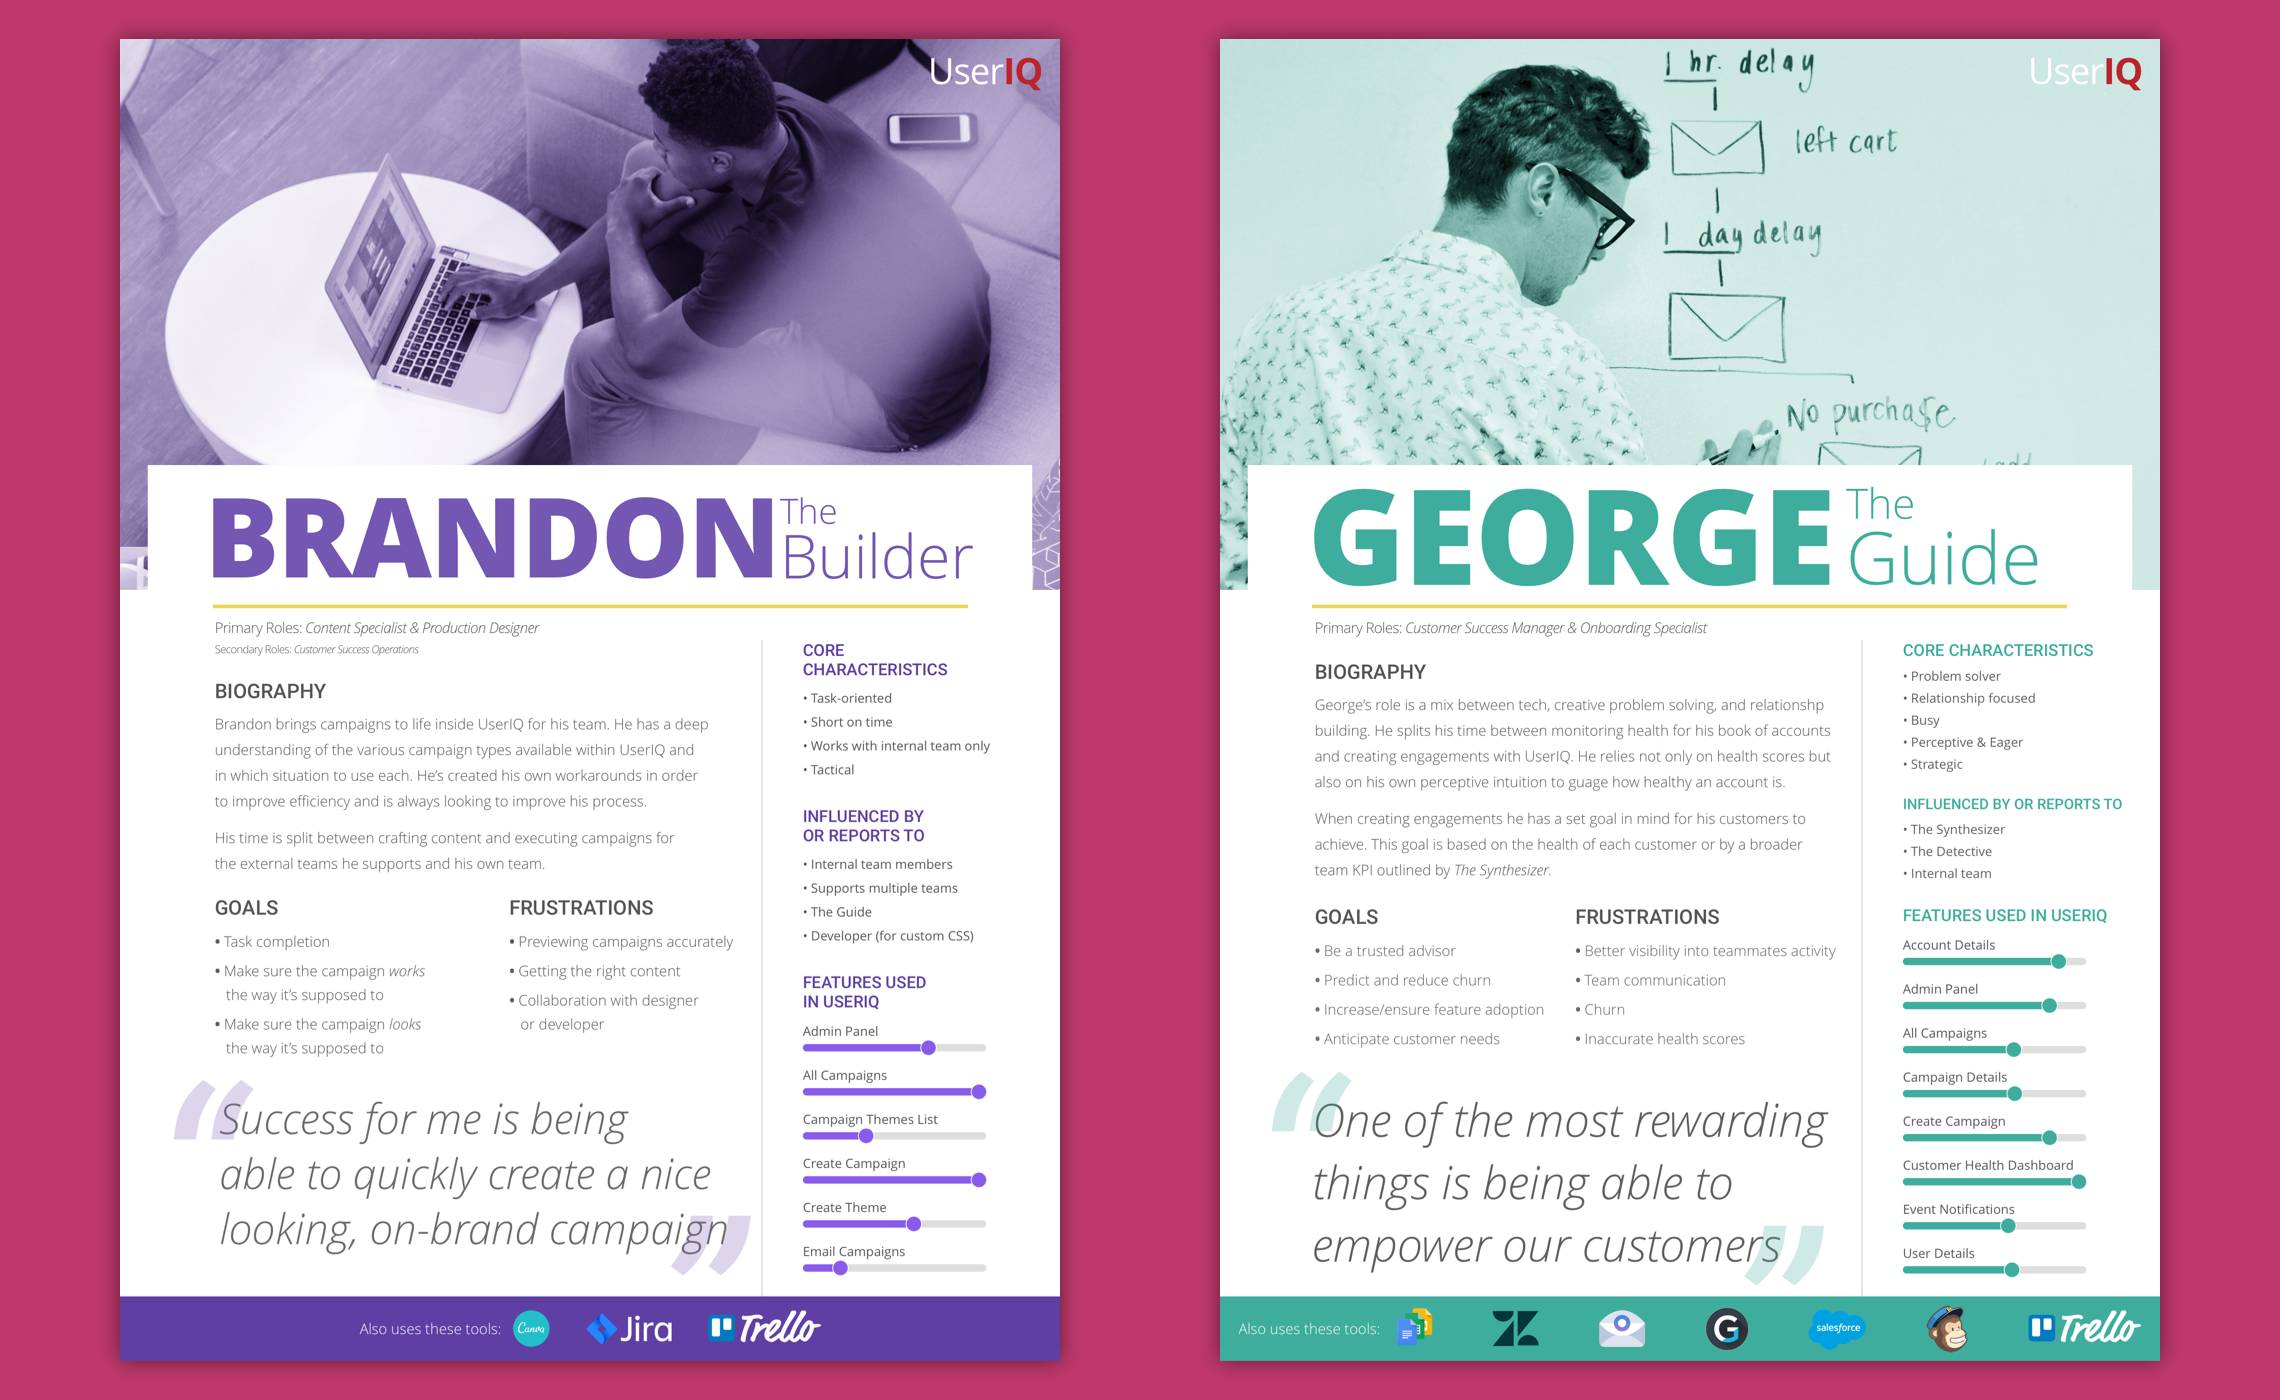 UserIQ
BRANDON The Builder
Primary Roles: Content Specialist & Production Designer
Secondary Roles: Customer Success Operations
BIOGRAPHY
Brandon brings campaigns to life inside UserIQ for his team. He has a deep
understanding of the various campaign types available within UserIQ and
in which situation to use each. He's created his own workarounds in order
to improve efficiency and is always looking to improve his process.
His time is split between crafting content and executing campaigns for
the external teams he supports and his own team.
GOALS
• Task completion
• Make sure the campaign works
the way it's supposed to
• Make sure the campaign looks
the way it's supposed to
FRUSTRATIONS
• Previewing campaigns accurately
• Getting the right content
• Collaboration with designer
or developer
“Success for me is being
able to quickly create a nice
looking, on-brand campaign”
CORE
CHARACTERISTICS
• Task-oriented
• Short on time
• Works with internal team only
• Tactical
INFLUENCED BY
OR REPORTS TO
• Internal team members
• Supports multiple teams
• The Guide
• Developer (for custom CSS)
FEATURES USED
IN USERIQ
Admin Panel
All Campaigns
Campaign Themes List
Create Campaign
Create Theme
Email Campaigns
Also uses these tools: Canva Jira Trello
UserIQ
1 hr. delay
left cart
1 day delay
No purchase
GEORGE The Guide
Primary Roles: Customer Success Manager & Onboarding Specialist
BIOGRAPHY
George's role is a mix between tech, creative problem solving, and relationshp
building. He splits his time between monitoring health for his book of accounts
and creating engagements with UserIQ. He relies not only on health scores but
also on his own perceptive intuition to guage how healthy an account is.
When creating engagements he has a set goal in mind for his customers to
achieve. This goal is based on the health of each customer or by a broader
team KPI outlined by The Synthesizer.
GOALS
• Be a trusted advisor
• Predict and reduce churn
• Increase/ensure feature adoption
• Anticipate customer needs
FRUSTRATIONS
• Better visibility into teammates activity
• Team communication
• Churn
• Inaccurate health scores
“One of the most rewarding
things is being able to
empower our customers”
CORE CHARACTERISTICS
• Problem solver
• Relationship focused
• Busy
• Perceptive & Eager
• Strategic
INFLUENCED BY OR REPORTS TO
• The Synthesizer
• The Detective
• Internal team
FEATURES USED IN USERIQ
Account Details
Admin Panel
All Campaigns
Campaign Details
Create Campaign
Customer Health Dashboard
Event Notifications
User Details
Also uses these tools: G salesforce Trello